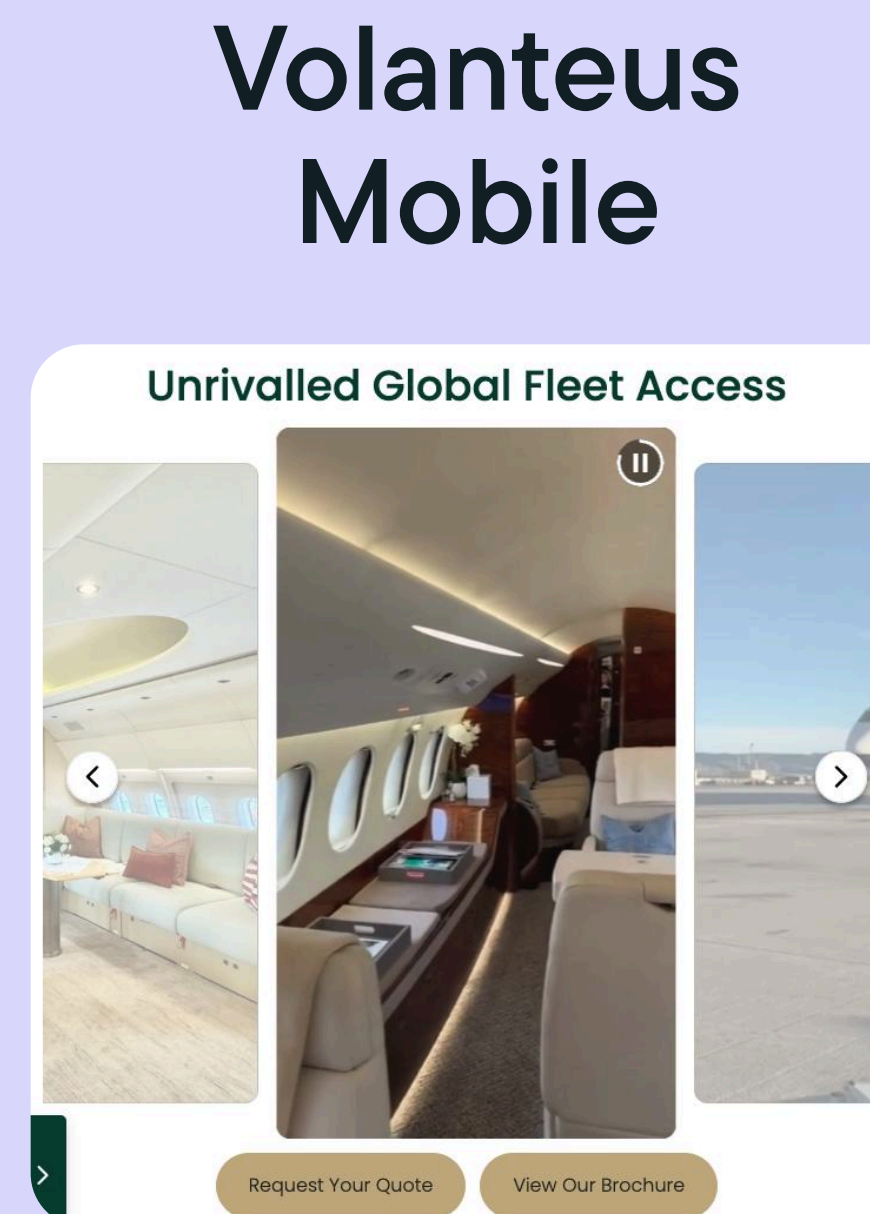 Volanteus
Mobile
Unrivalled Global Fleet Access
Request Your Quote
View Our Brochure